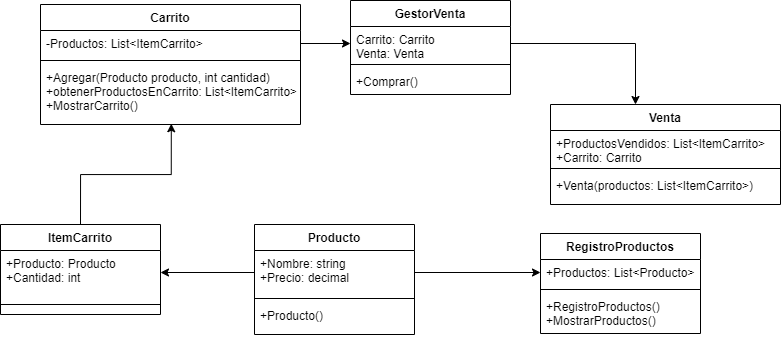 Carrito
-Productos: List<ItemCarrito>
+Agregar(Producto producto, int cantidad)
+obtenerProductosEnCarrito: List<ItemCarrito>
+MostrarCarrito()
GestorVenta
Carrito: Carrito
Venta: Venta
+Comprar()
Venta
+ProductosVendidos: List<ItemCarrito>
+Carrito: Carrito
+Venta(productos: List<ItemCarrito>)
ItemCarrito
+Producto: Producto
+Cantidad: int
Producto
+Nombre: string
+Precio: decimal
+Producto()
RegistroProductos
+Productos: List<Producto>
+RegistroProductos()
+MostrarProductos()